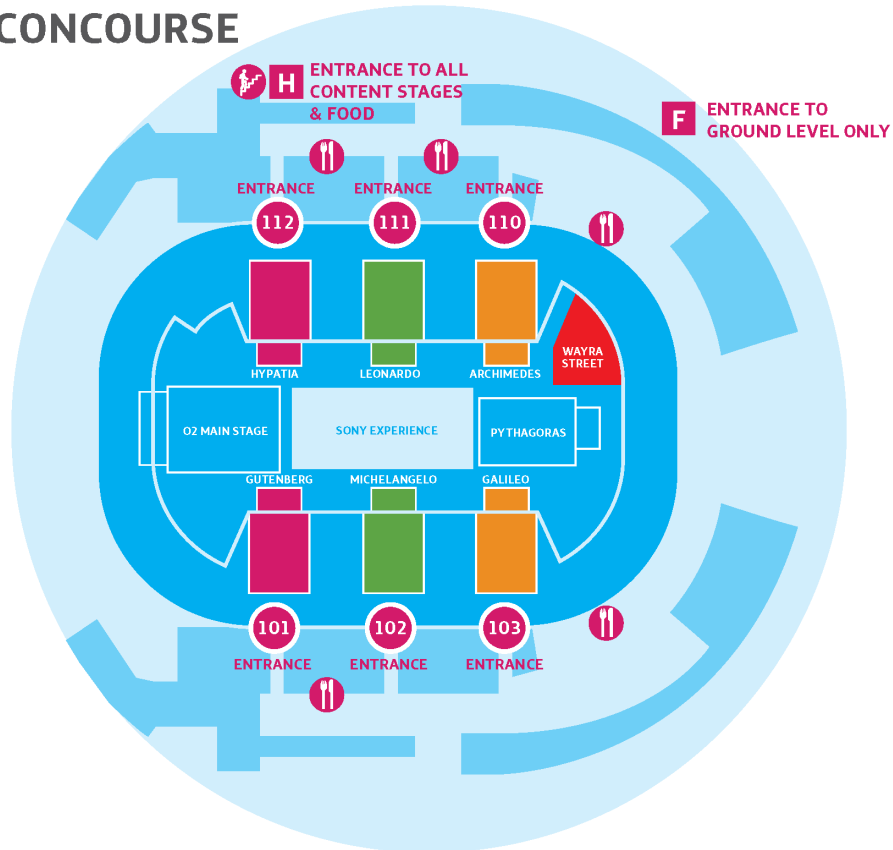 CONCOURSE
H
ENTRANCE TO ALL
CONTENT STAGES
& FOOD
F
ENTRANCE TO
GROUND LEVEL ONLY
ENTRANCE
ENTRANCE
ENTRANCE
112
111
110
WAYRA
STREET
HYPATIA
LEONARDO
ARCHIMEDES
O2 MAIN STAGE
SONY EXPERIENCE
PYTHAGORAS
GUTENBERG
MICHELANGELO
GALILEO
101
102
103
ENTRANCE
ENTRANCE
ENTRANCE